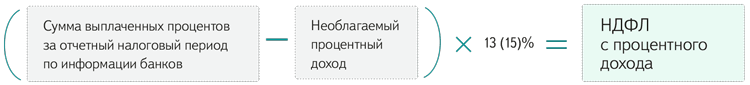 Сумма выплаченных процентов
за отчетный налоговый период
по информации банков
Необлагаемый
процентный
доход
13 (15)%
НДФЛ
с процентного
дохода